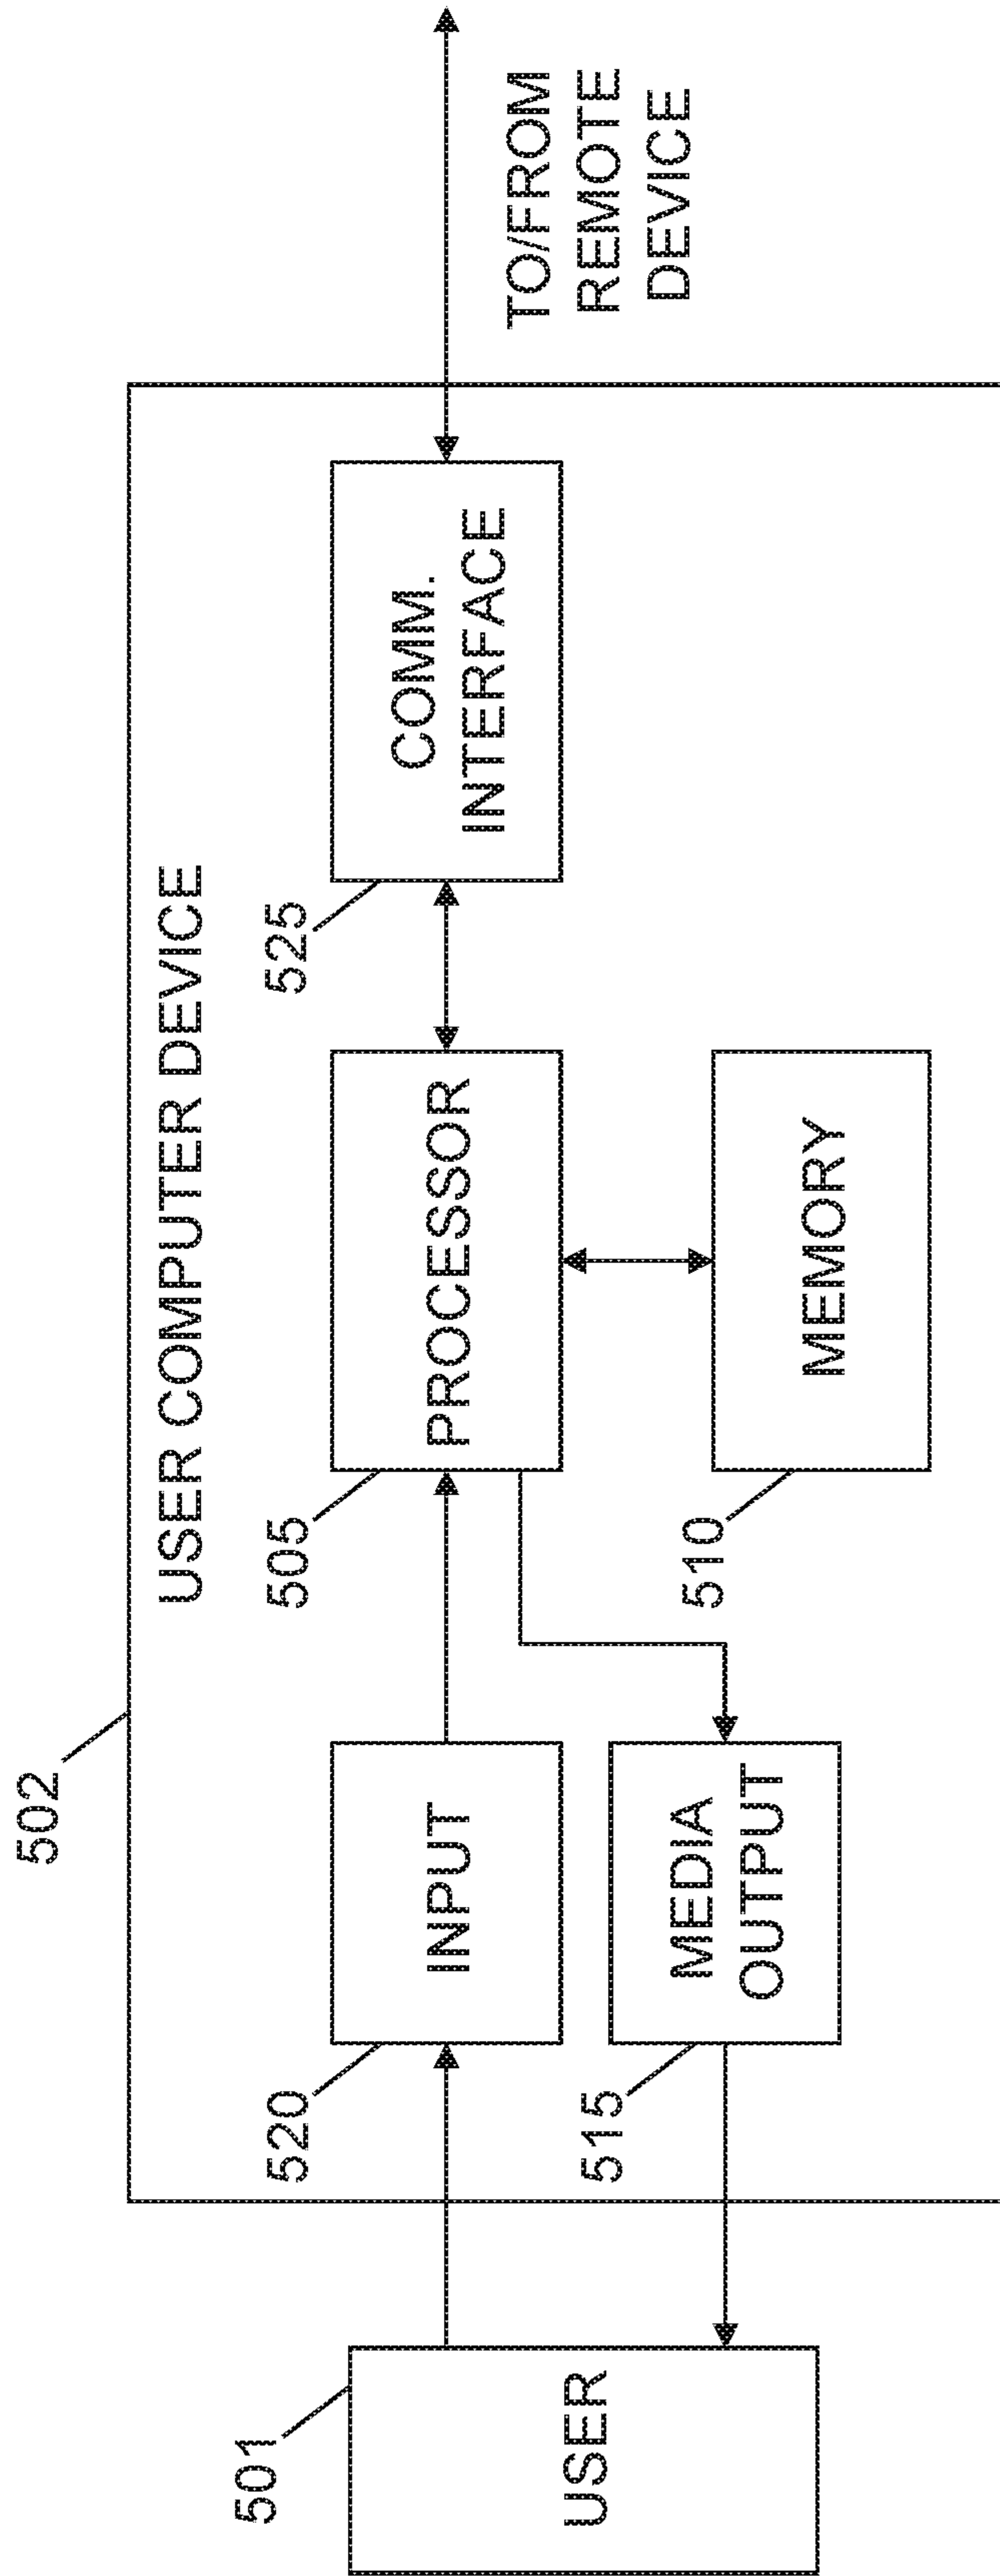 502
USER COMPUTER DEVICE
501
USER
520
INPUT
505
PROCESSOR
525
COMM.
INTERFACE
TO/FROM
REMOTE
DEVICE
515
MEDIA
OUTPUT
510
MEMORY